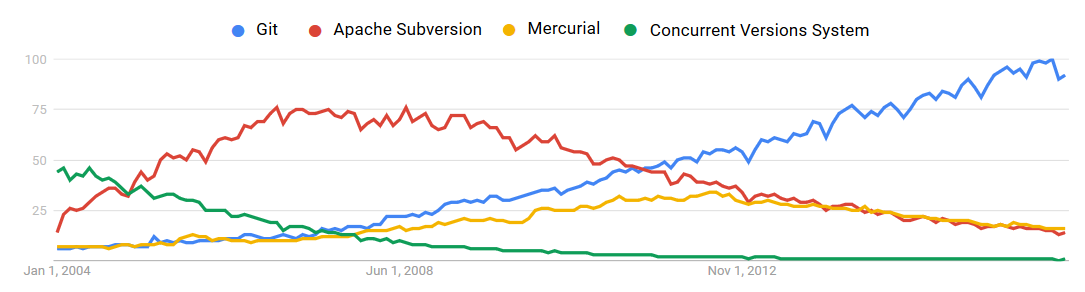 Git Apache Subversion Mercurial Concurrent Versions System
100
75
50
25
Jan 1, 2004 Jun 1, 2008 Nov 1, 2012